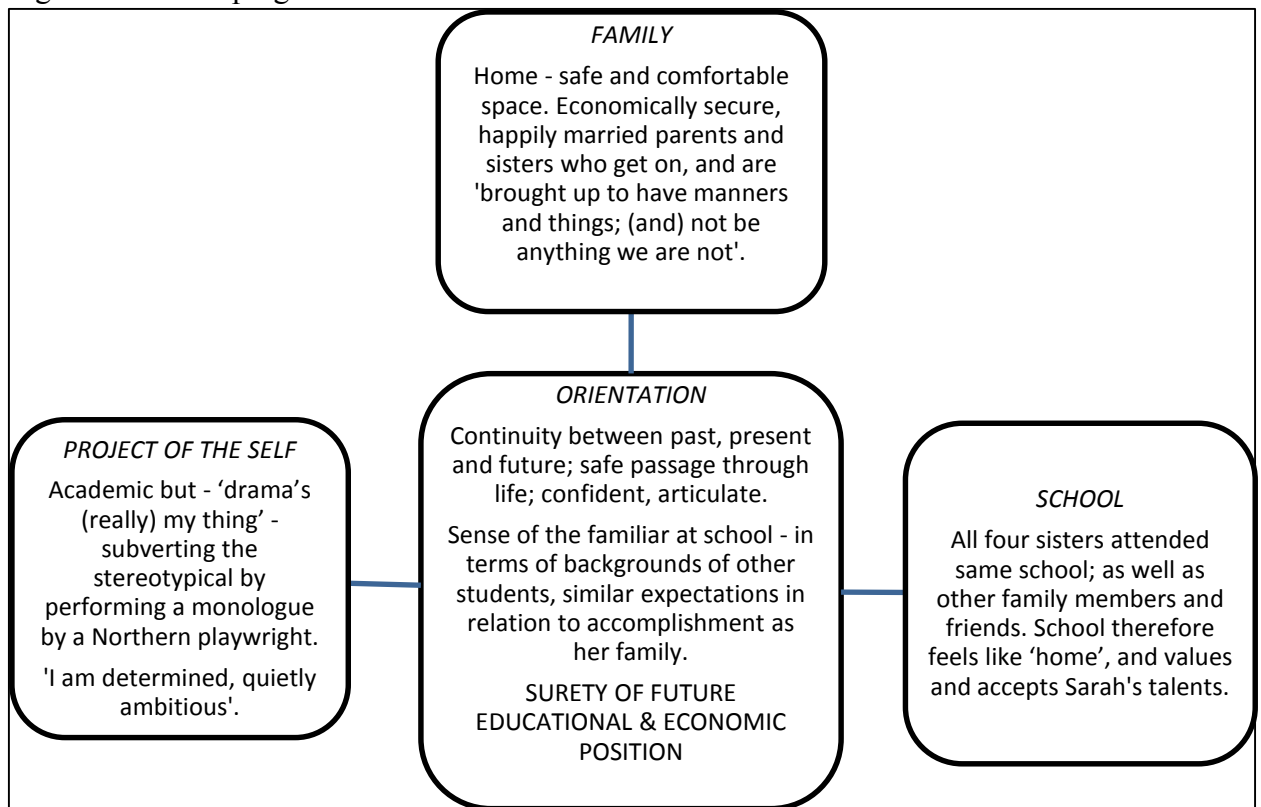 FAMILY
Home - safe and comfortable
space. Economically secure,
happily married parents and
sisters who get on, and are
'brought up to have manners
and things; (and) not be
anything we are not'.
ORIENTATION
Continuity between past, present
and future; safe passage through
life; confident, articulate.
Sense of the familiar at school - in
terms of backgrounds of other
students, similar expectations in
relation to accomplishment as
her family.
SURETY OF FUTURE
EDUCATIONAL & ECONOMIC
POSITION
PROJECT OF THE SELF
Academic but - ‘drama’s
(really) my thing’ -
subverting the
stereotypical by
performing a monologue
by a Northern playwright.
'I am determined, quietly
ambitious'.
SCHOOL
All four sisters attended
same school; as well as
other family members and
friends. School therefore
feels like ‘home’, and values
and accepts Sarah's talents.